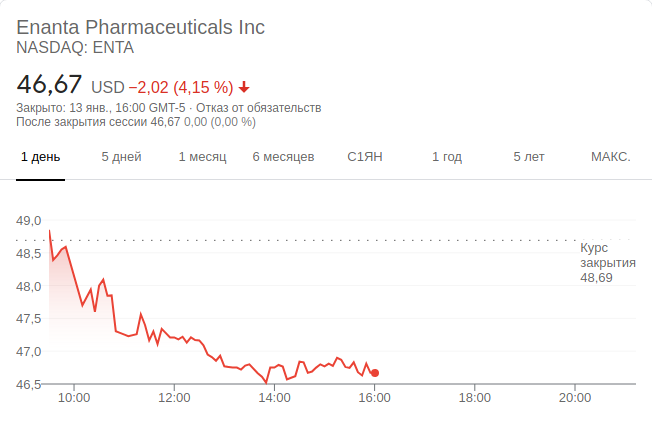 Enanta Pharmaceuticals Inc
NASDAQ: ENTA
46,67 USD −2,02 (4,15 %)
Закрыто: 13 янв., 16:00 GMT-5 · Отказ от обязательств
После закрытия сессии 46,67 0,00 (0,00 %)
1 день 5 дней 1 месяц 6 месяцев С1ЯН 1 год 5 лет МАКС.
49,0
Курс
закрытия
48,69
48,5
48,0
47,5
47,0
46,5
10:00 12:00 14:00 16:00 18:00 20:00